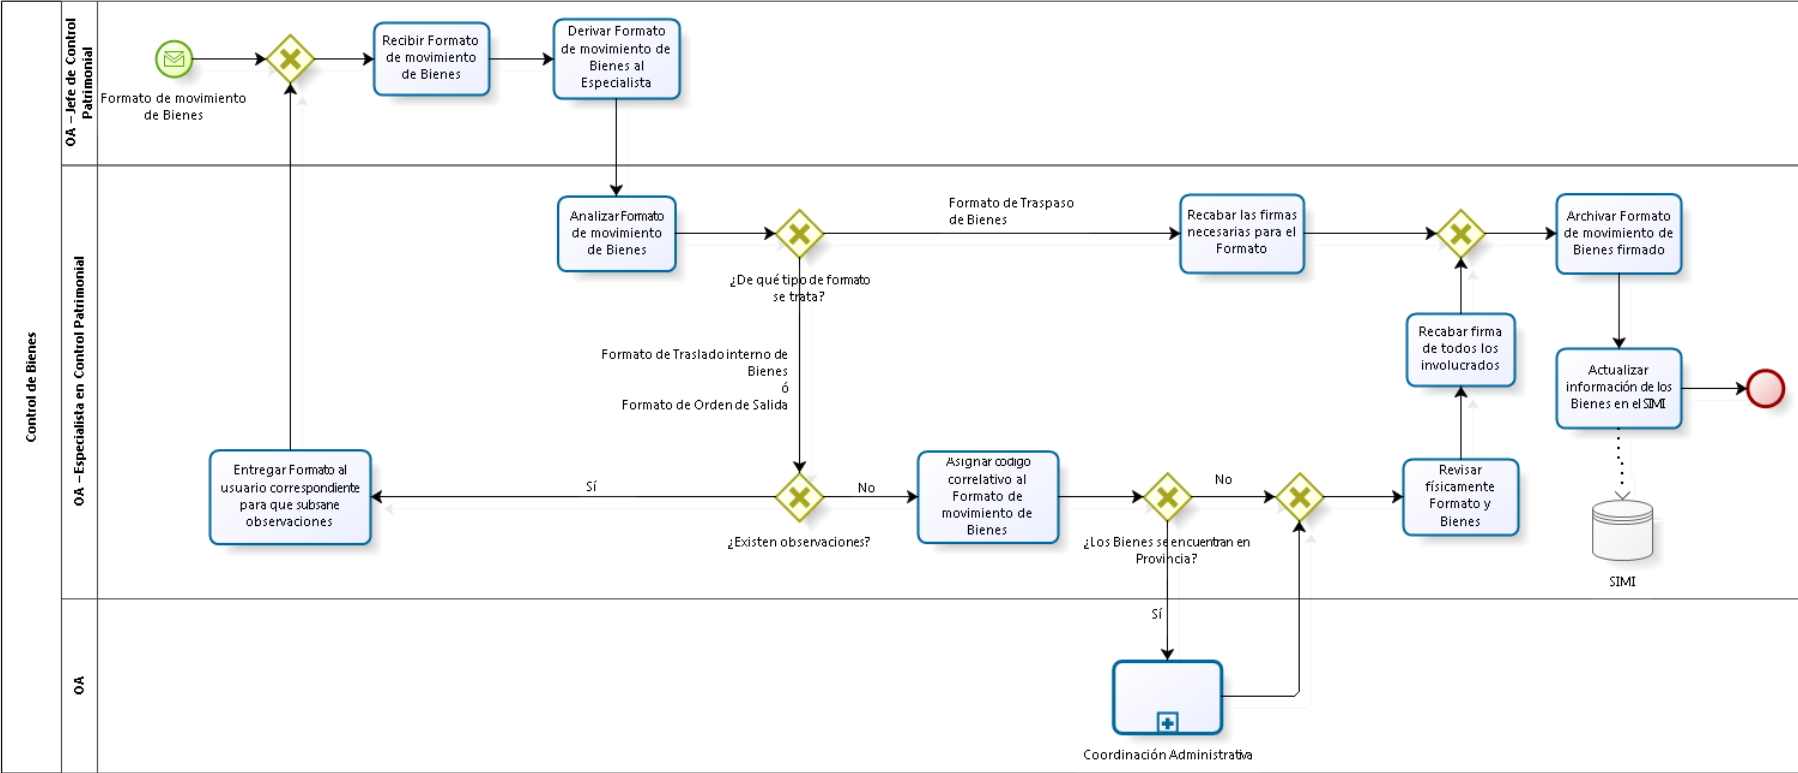 Control de Bienes
OA – Jefe de Control
Patrimonial
Formato de movimiento
de Bienes
Recibir Formato
de movimiento
de Bienes
Derivar Formato
de movimiento de
Bienes al
Especialista
OA – Especialista en Control Patrimonial
Analizar Formato
de movimiento
de Bienes
¿De qué tipo de formato
se trata?
Formato de Traspaso
de Bienes
Recabar las firmas
necesarias para el
Formato
Archivar Formato
de movimiento de
Bienes firmado
Formato de Traslado interno de
Bienes
ó
Formato de Orden de Salida
Recabar firma
de todos los
involucrados
Actualizar
información de los
Bienes en el SIMI
Entregar Formato al
usuario correspondiente
para que subsane
observaciones
Sí
¿Existen observaciones?
No
Asignar código
correlativo al
Formato de
movimiento de
Bienes
¿Los Bienes se encuentran en
Provincia?
No
Revisar
físicamente
Formato y
Bienes
SIMI
OA
Sí
Coordinación Administrativa